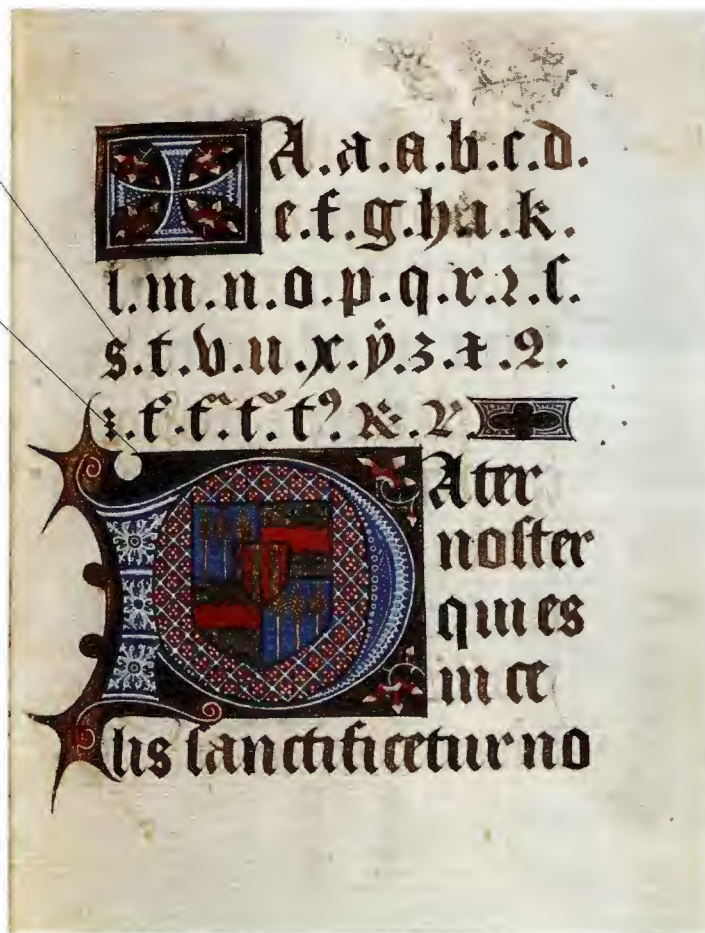 A.a.a.b.c.d.
e.f.g.h.i.k.
l.m.n.o.p.q.r.ꝛ.ſ.
s.t.v.u.x.ẏ.z.
Pater
noſter
qui es
in ce
lis ſanctificetur no